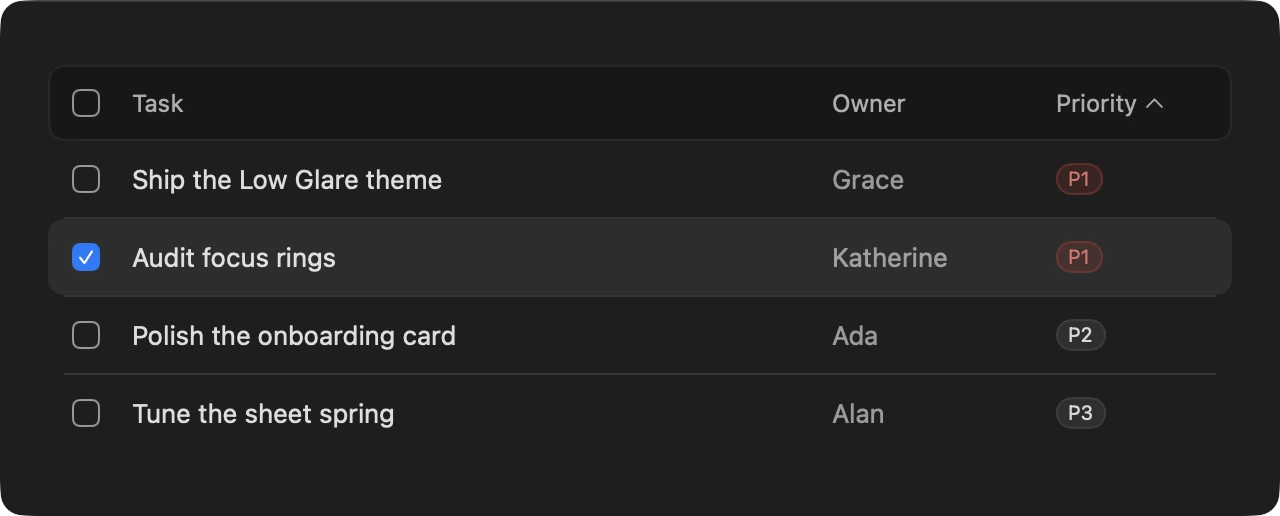 Task Owner Priority
Ship the Low Glare theme Grace P1
Audit focus rings Katherine P1
Polish the onboarding card Ada P2
Tune the sheet spring Alan P3